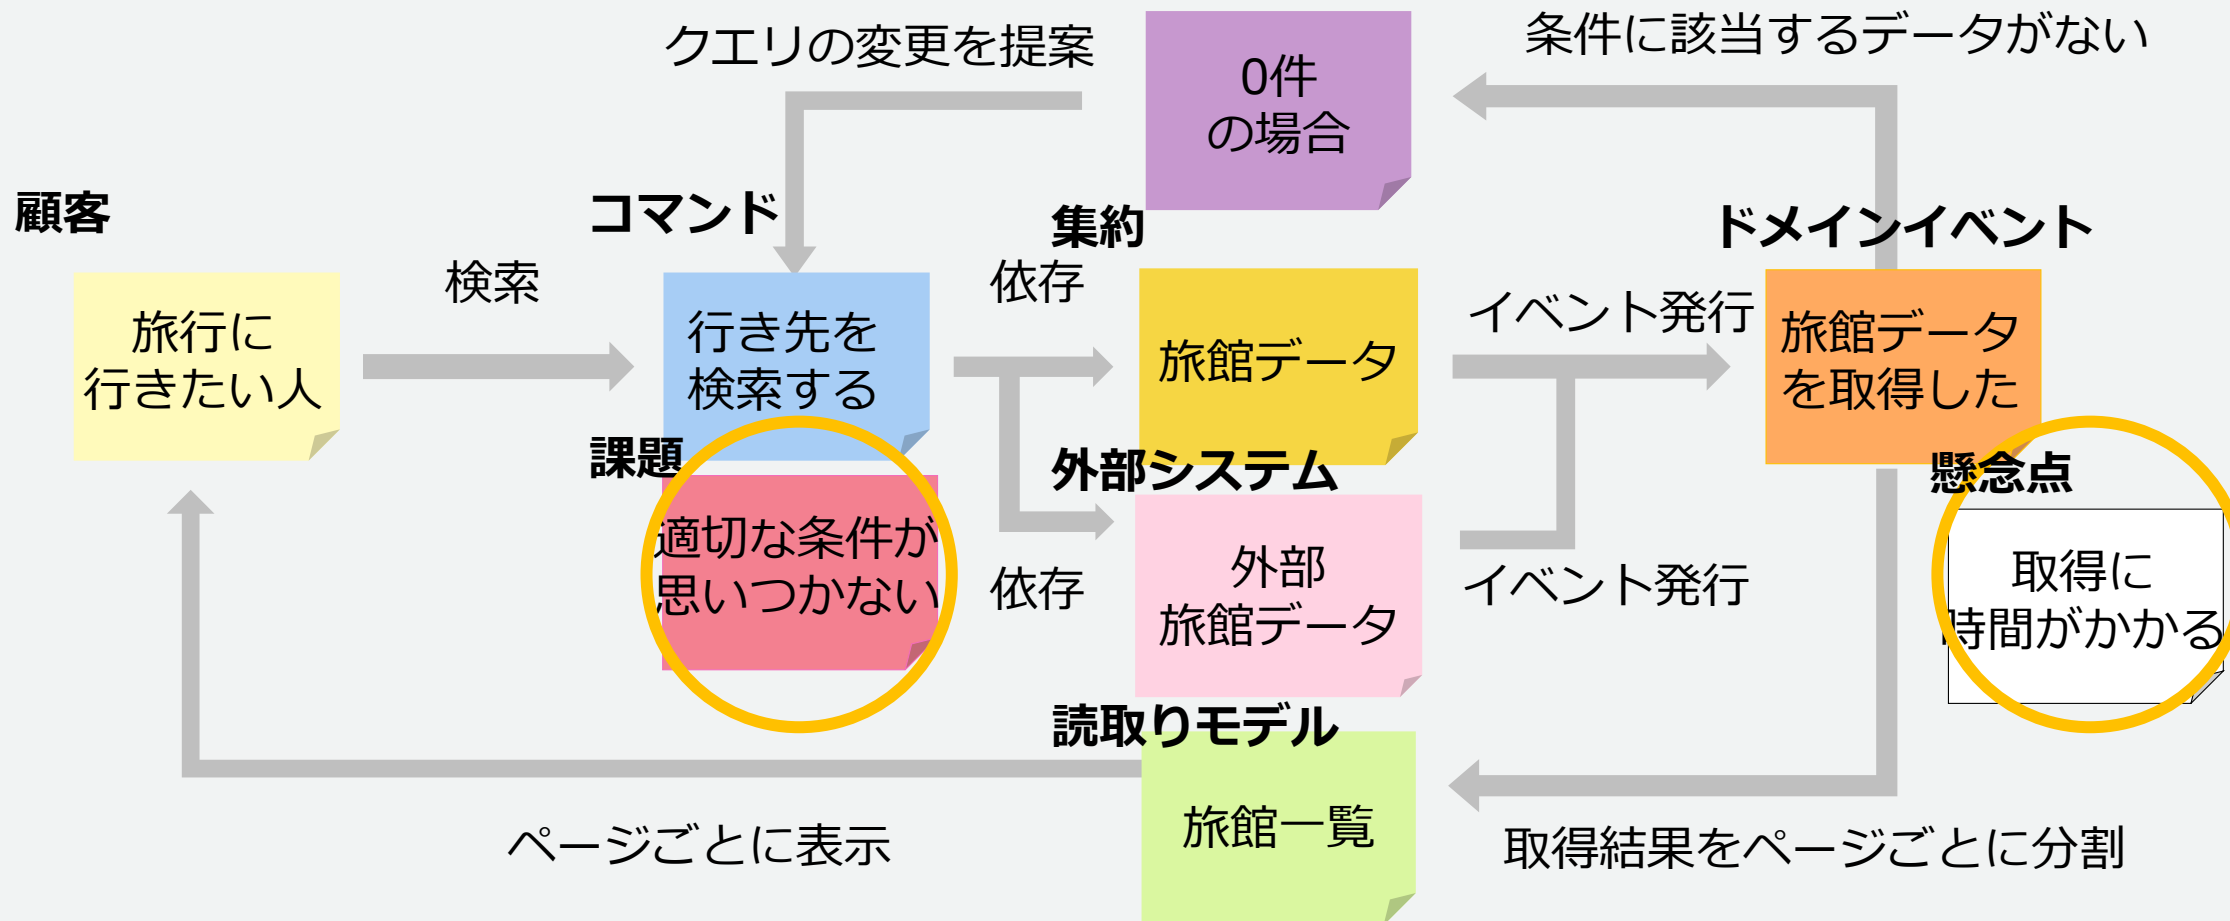 クエリの変更を提案
0件
の場合
条件に該当するデータがない
顧客
コマンド
集約
ドメインイベント
旅行に
行きたい人
検索
行き先を
検索する
依存
旅館データ
イベント発行
旅館データ
を取得した
課題
適切な条件が
思いつかない
外部システム
依存
外部
旅館データ
イベント発行
懸念点
取得に
時間がかかる
読取りモデル
旅館一覧
ページごとに表示
取得結果をページごとに分割